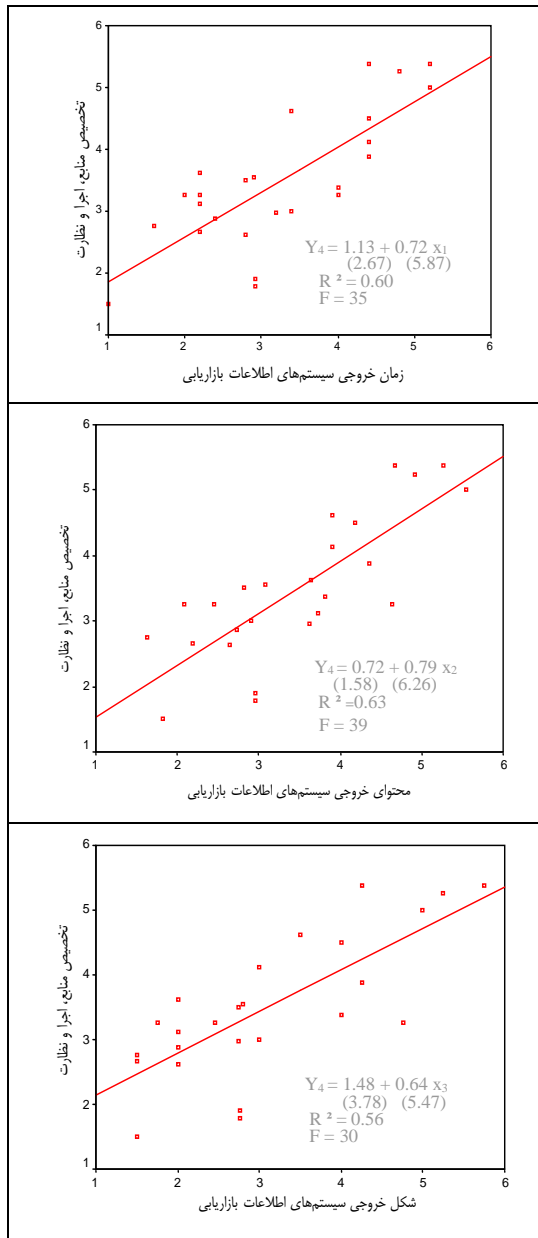 6
5
4
3
2
1
تخصیص منابع، اجرا و نظارت
Y₄ = 1.13 + 0.72 x₁
(2.67) (5.87)
R ² = 0.60
F = 35
1 2 3 4 5 6
زمان خروجی سیستم‌های اطلاعات بازاریابی
6
5
4
3
2
1
تخصیص منابع، اجرا و نظارت
Y₄ = 0.72 + 0.79 x₂
(1.58) (6.26)
R ² =0.63
F = 39
1 2 3 4 5 6
محتوای خروجی سیستم‌های اطلاعات بازاریابی
6
5
4
3
2
1
تخصیص منابع، اجرا و نظارت
Y₄ = 1.48 + 0.64 x₃
(3.78) (5.47)
R ² = 0.56
F = 30
1 2 3 4 5 6
شکل خروجی سیستم‌های اطلاعات بازاریابی